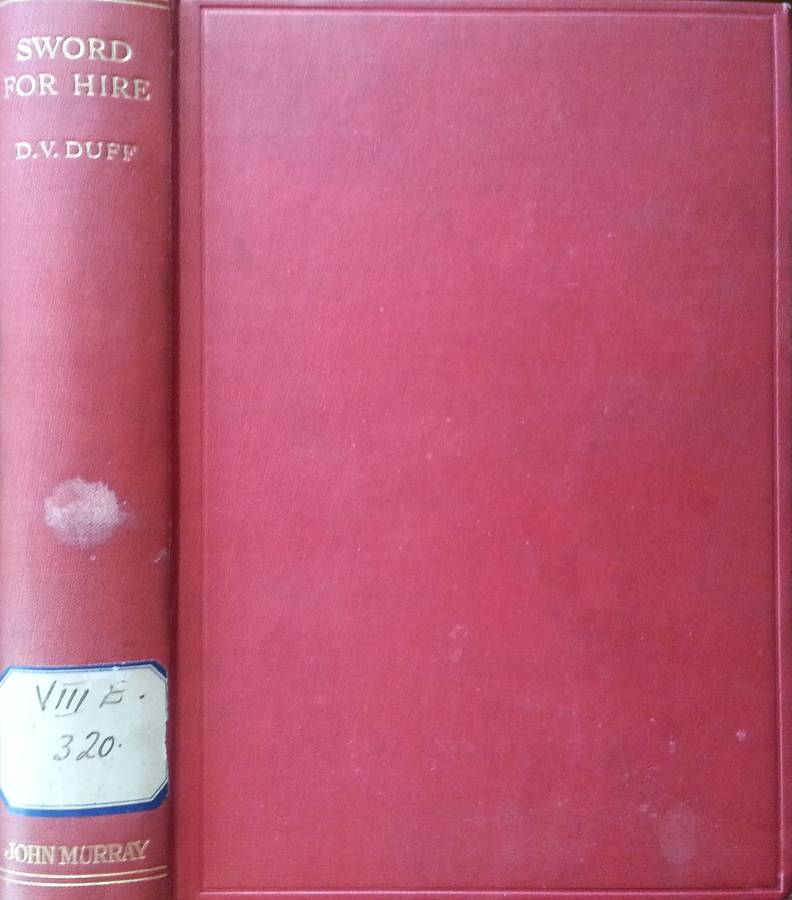 SWORD
FOR HIRE
D.V. DUFF
VIII E.
320.
JOHN MURRAY